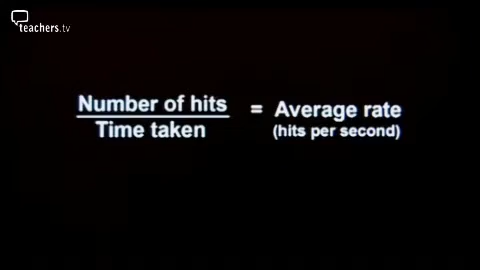 teachers.tv
Number of hits
Time taken
= Average rate
(hits per second)